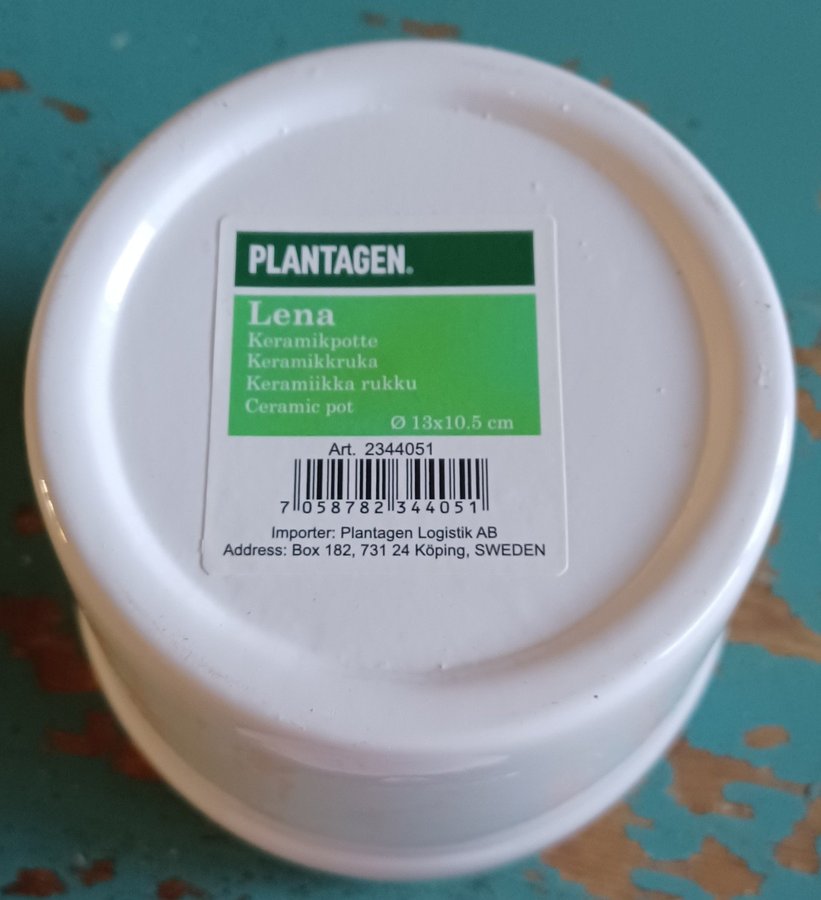 PLANTAGEN®
Lena
Keramikpotte
Keramikkruka
Keramiikka rukku
Ceramic pot
Ø 13x10.5 cm
Art. 2344051
7 058782 344051
Importer: Plantagen Logistik AB
Address: Box 182, 731 24 Köping, SWEDEN